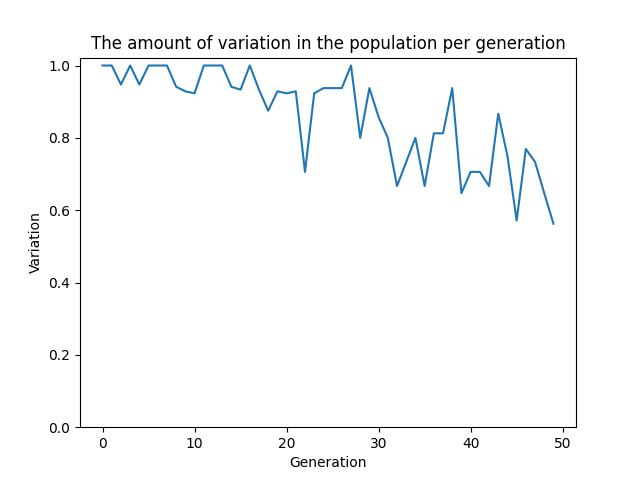 The amount of variation in the population per generation
1.0
0.8
0.6
0.4
0.2
0.0
Variation
0 10 20 30 40 50
Generation